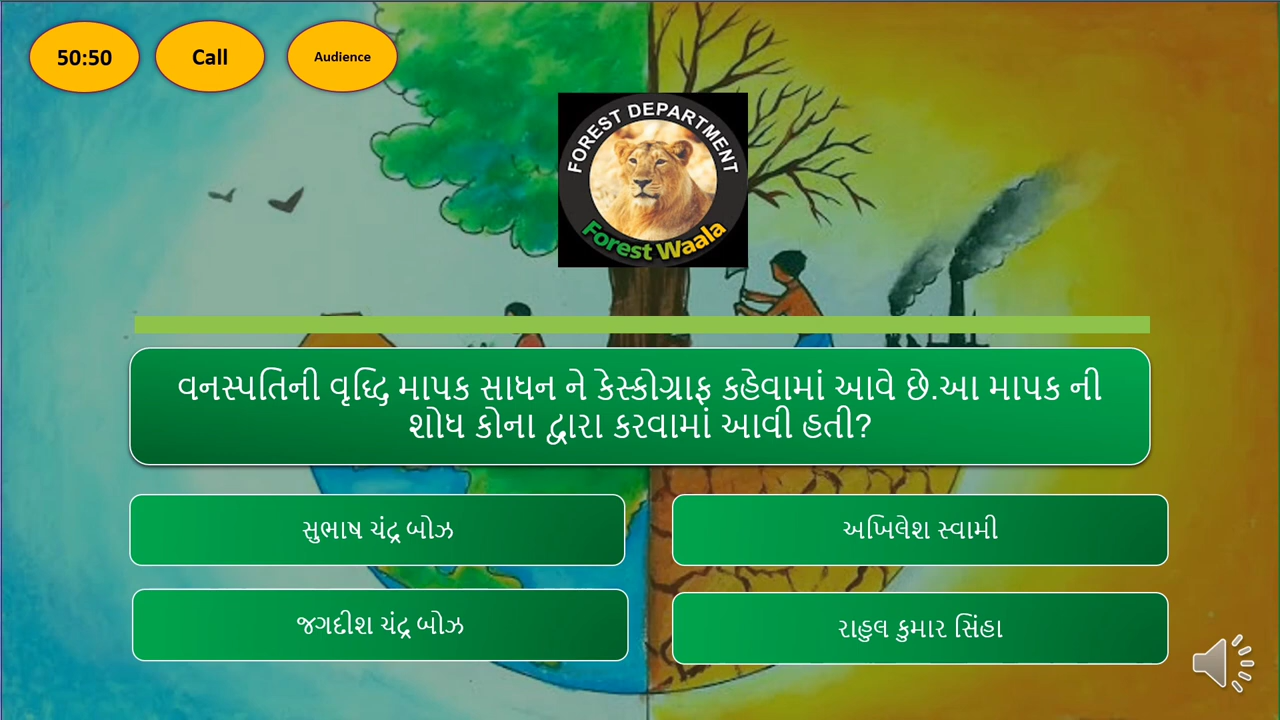 50:50
Call
Audience
FOREST DEPARTMENT
Forest Waala
વનસ્પતિની વૃધ્ધિ માપક સાધન ને કેસ્કોગ્રાફ કહેવામાં આવે છે.આ માપક ની
શોધ કોના દ્વારા કરવામાં આવી હતી?
સુભાષ ચંદ્ર બોઝ
અખિલેશ સ્વામી
જગદીશ ચંદ્ર બોઝ
રાહુલ કુમાર સિંહા